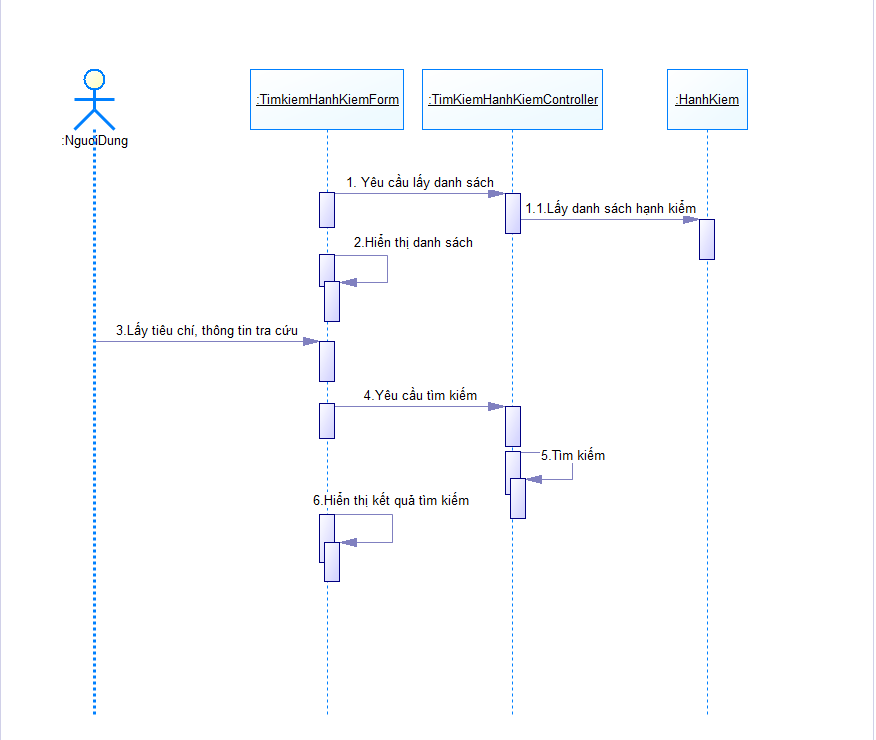 :TimkiemHanhKiemForm
:TimKiemHanhKiemController
:HanhKiem
:NguoiDung
1. Yêu cầu lấy danh sách
1.1.Lấy danh sách hạnh kiểm
2.Hiển thị danh sách
3.Lấy tiêu chí, thông tin tra cứu
4.Yêu cầu tìm kiếm
5.Tìm kiếm
6.Hiển thị kết quả tìm kiếm